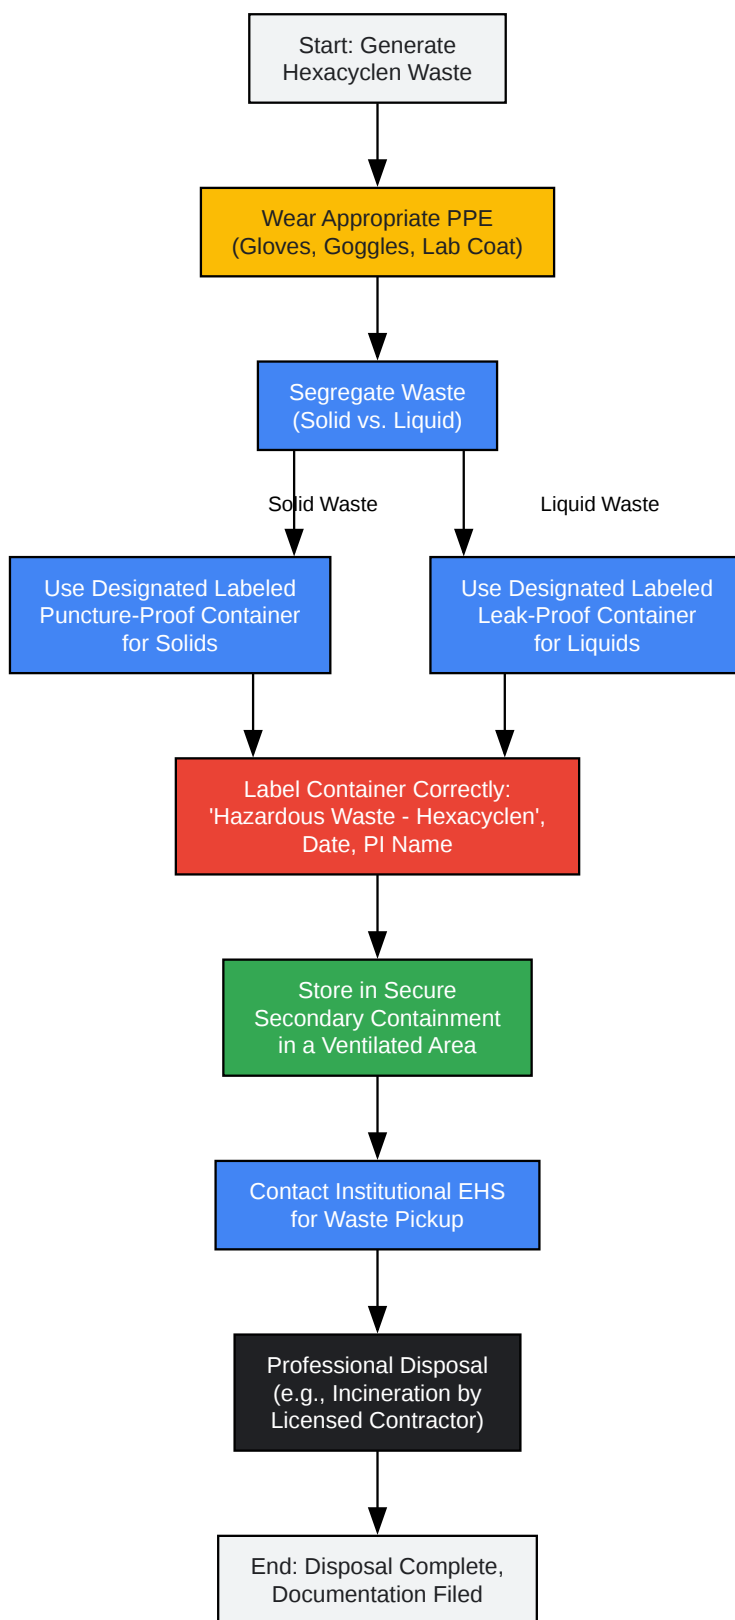 Start: Generate
Hexacyclen Waste
Wear Appropriate PPE
(Gloves, Goggles, Lab Coat)
Segregate Waste
(Solid vs. Liquid)
Solid Waste
Liquid Waste
Use Designated Labeled
Puncture-Proof Container
for Solids
Use Designated Labeled
Leak-Proof Container
for Liquids
Label Container Correctly:
'Hazardous Waste - Hexacyclen',
Date, PI Name
Store in Secure
Secondary Containment
in a Ventilated Area
Contact Institutional EHS
for Waste Pickup
Professional Disposal
(e.g., Incineration by
Licensed Contractor)
End: Disposal Complete,
Documentation Filed